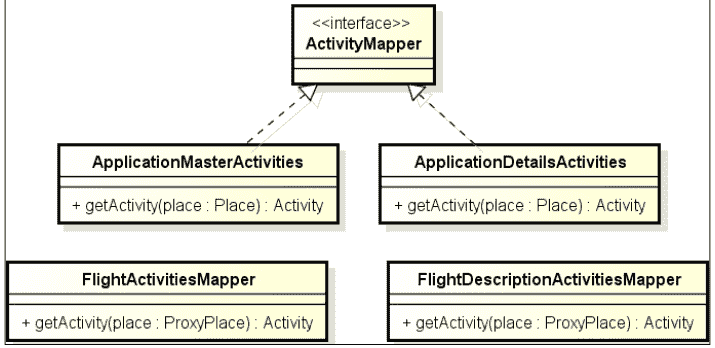 <<interface>>
ActivityMapper
ApplicationMasterActivities
+ getActivity(place : Place) : Activity
ApplicationDetailsActivities
+ getActivity(place : Place) : Activity
FlightActivitiesMapper
+ getActivity(place : ProxyPlace) : Activity
FlightDescriptionActivitiesMapper
+ getActivity(place : ProxyPlace) : Activity